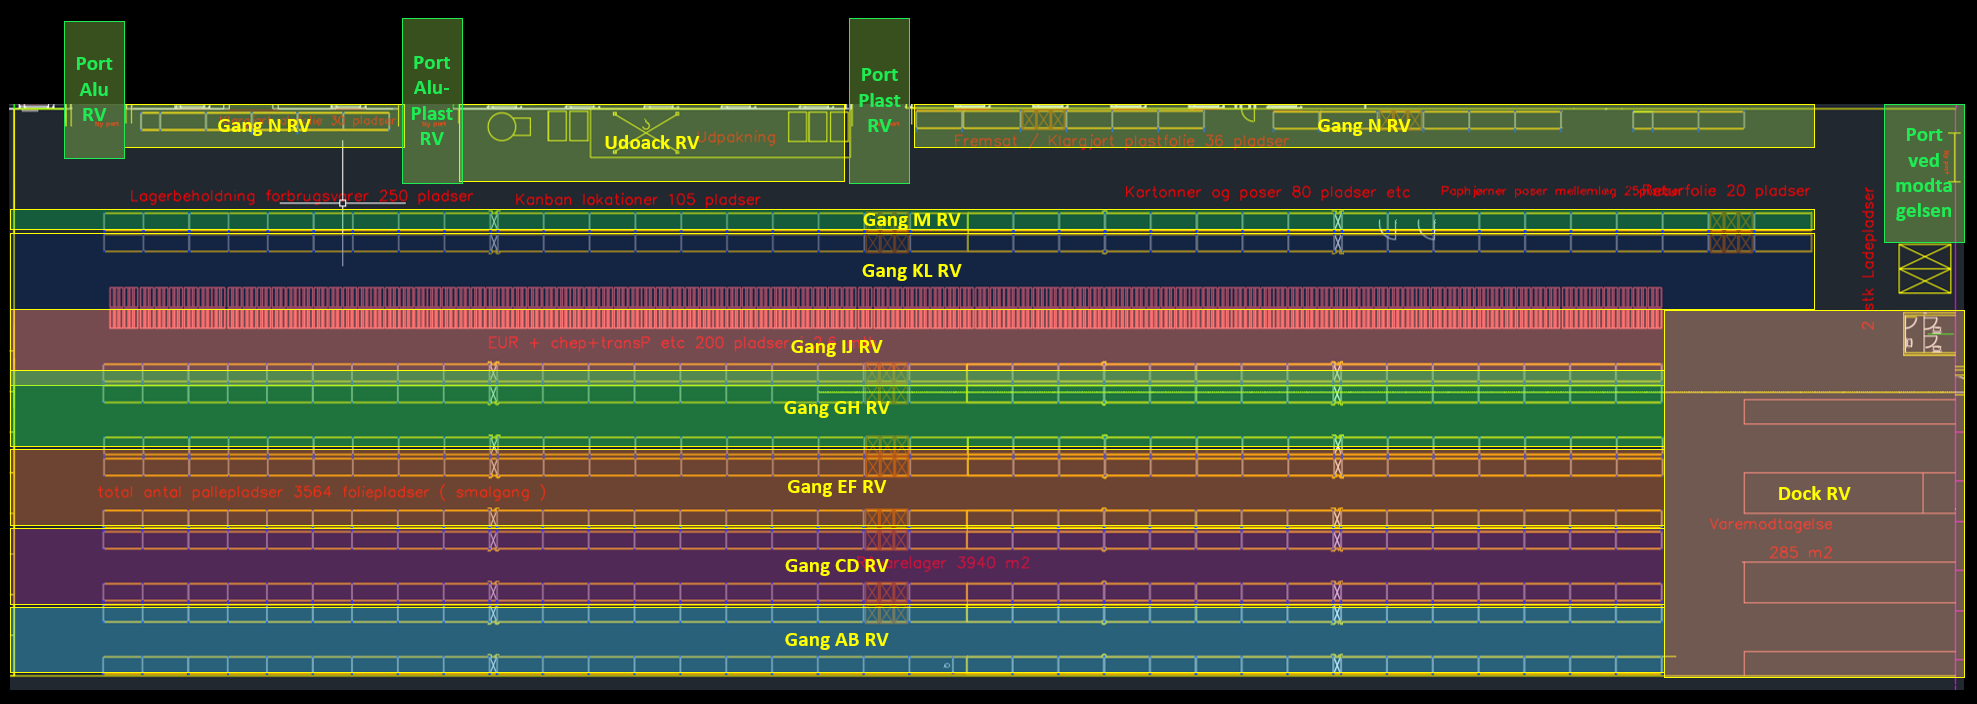 Port
Alu
RV
Port
Alu-
Plast
RV
Port
Plast
RV
Gang N RV
Udoack RV
Udpakning
Gang N RV
Fremsat / Klargjort plastfolie 36 pladser
Port
ved
modta
gelsen
Lagerbeholdning forbrugsvarer 250 pladser
Kanban lokationer 105 pladser
Kartonner og poser 80 pladser etc
Paphjørner poser mellemlæg 25
Returfolie 20 pladser
Gang M RV
Gang KL RV
2 stk Ladepladser
EUR + chep+transP etc 200 pladser
Gang IJ RV
Gang GH RV
Gang EF RV
total antal pallepladser 3564 foliepladser ( smalgang )
Dock RV
Varemodtagelse
285 m2
Gang CD RV
3940 m2
Gang AB RV